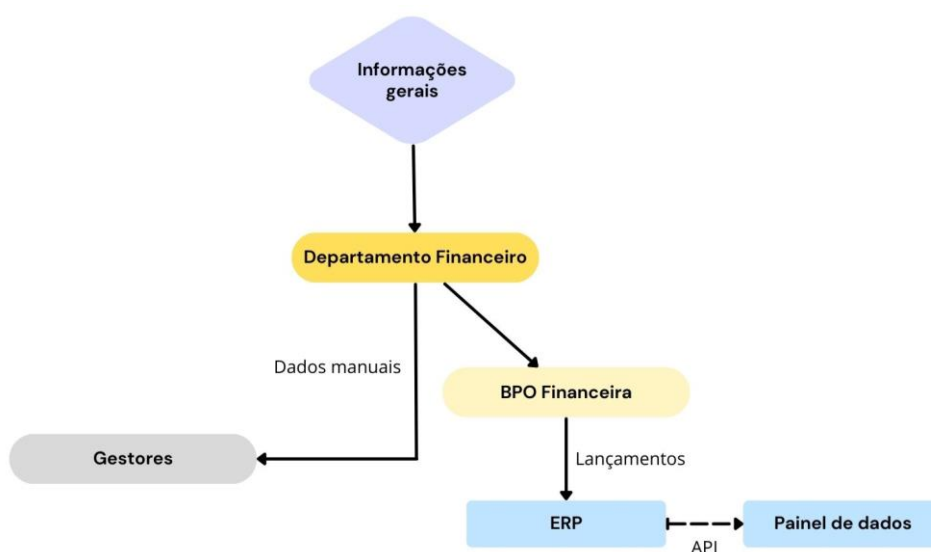 Informações
gerais
Departamento Financeiro
Dados manuais
BPO Financeira
Gestores
Lançamentos
ERP
Painel de dados
API